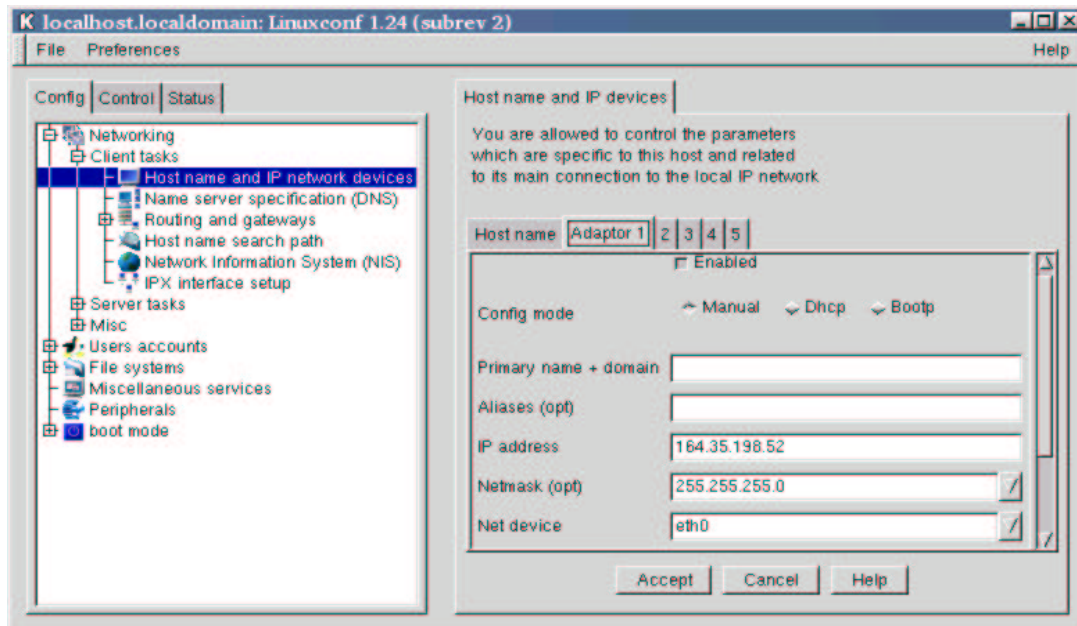 K localhost.localdomain: Linuxconf 1.24 (subrev 2)
File Preferences Help
Config Control Status
Networking
Client tasks
Host name and IP network devices
Name server specification (DNS)
Routing and gateways
Host name search path
Network Information System (NIS)
IPX interface setup
Server tasks
Misc
Users accounts
File systems
Miscellaneous services
Peripherals
boot mode
Host name and IP devices
You are allowed to control the parameters
which are specific to this host and related
to its main connection to the local IP network
Host name Adaptor 1 2 3 4 5
Enabled
Config mode Manual Dhcp Bootp
Primary name + domain
Aliases (opt)
IP address 164.35.198.52
Netmask (opt) 255.255.255.0
Net device eth0
Accept Cancel Help